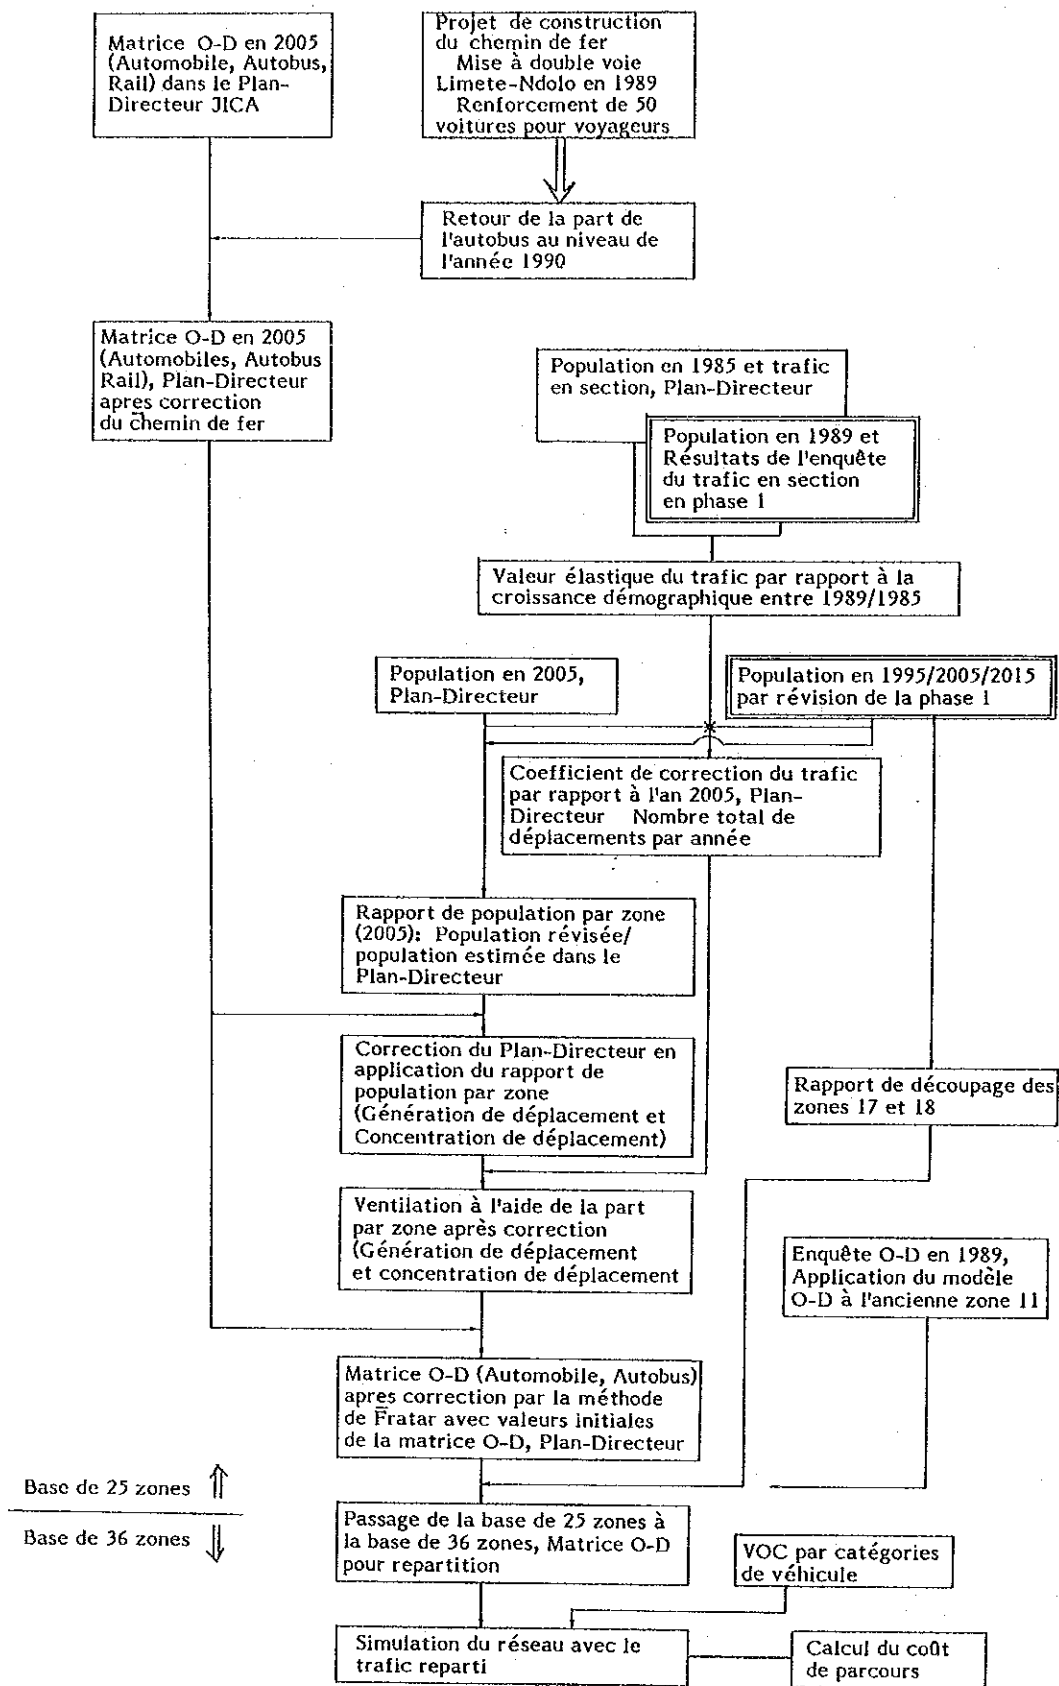 Matrice O-D en 2005
(Automobile, Autobus,
Rail) dans le Plan-
Directeur JICA
Projet de construction
du chemin de fer
Mise à double voie
Limete-Ndolo en 1989
Renforcement de 50
voitures pour voyageurs
Retour de la part de
l'autobus au niveau de
l'année 1990
Matrice O-D en 2005
(Automobiles, Autobus
Rail), Plan-Directeur
apres correction
du chemin de fer
Population en 1985 et trafic
en section, Plan-Directeur
Population en 1989 et
Résultats de l'enquête
du trafic en section
en phase 1
Valeur élastique du trafic par rapport à la
croissance démographique entre 1989/1985
Population en 2005,
Plan-Directeur
Population en 1995/2005/2015
par révision de la phase 1
Coefficient de correction du trafic
par rapport à l'an 2005, Plan-
Directeur Nombre total de
déplacements par année
Rapport de population par zone
(2005): Population révisée/
population estimée dans le
Plan-Directeur
Correction du Plan-Directeur en
application du rapport de
population par zone
(Génération de déplacement et
Concentration de déplacement)
Rapport de découpage des
zones 17 et 18
Ventilation à l'aide de la part
par zone après correction
(Génération de déplacement
et concentration de déplacement
Enquête O-D en 1989,
Application du modèle
O-D à l'ancienne zone 11
Matrice O-D (Automobile, Autobus)
apres correction par la méthode
de Fratar avec valeurs initiales
de la matrice O-D, Plan-Directeur
Base de 25 zones ⇑
Base de 36 zones ⇓
Passage de la base de 25 zones à
la base de 36 zones, Matrice O-D
pour repartition
VOC par catégories
de véhicule
Simulation du réseau avec le
trafic reparti
Calcul du coût
de parcours